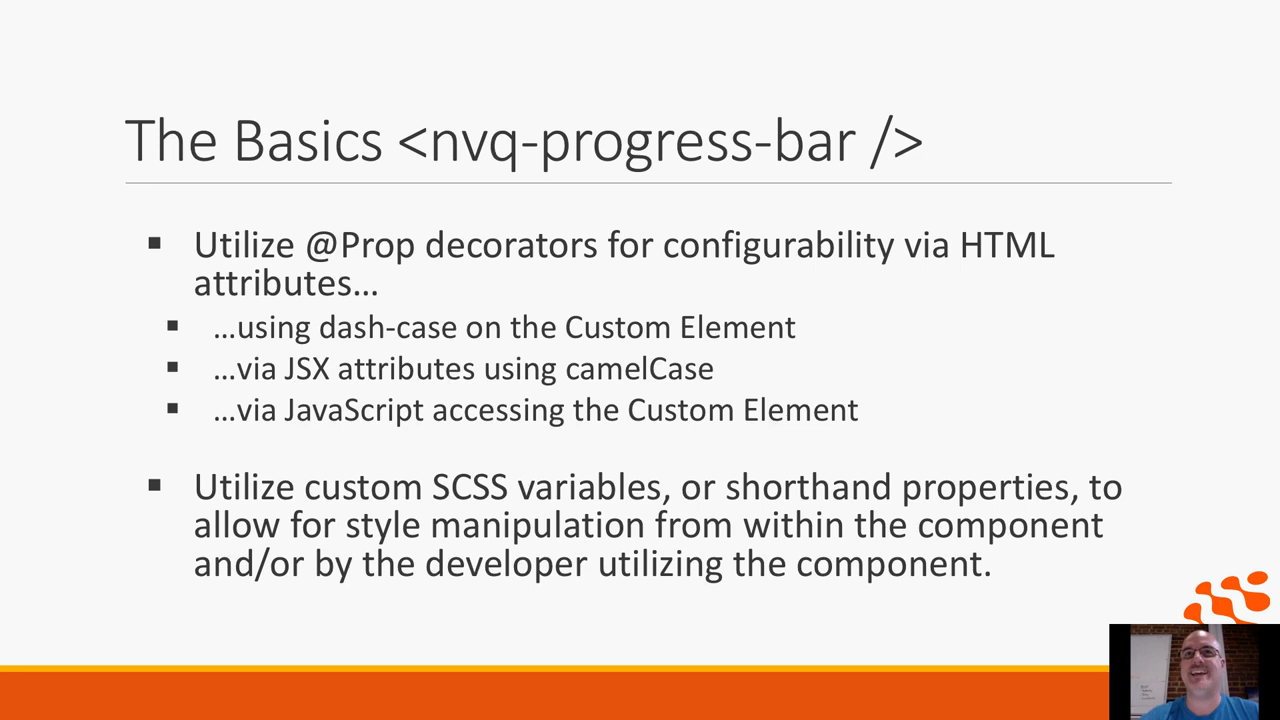 The Basics <nvq-progress-bar />
▪ Utilize @Prop decorators for configurability via HTML
attributes…
▪ …using dash-case on the Custom Element
▪ …via JSX attributes using camelCase
▪ …via JavaScript accessing the Custom Element
▪ Utilize custom SCSS variables, or shorthand properties, to
allow for style manipulation from within the component
and/or by the developer utilizing the component.